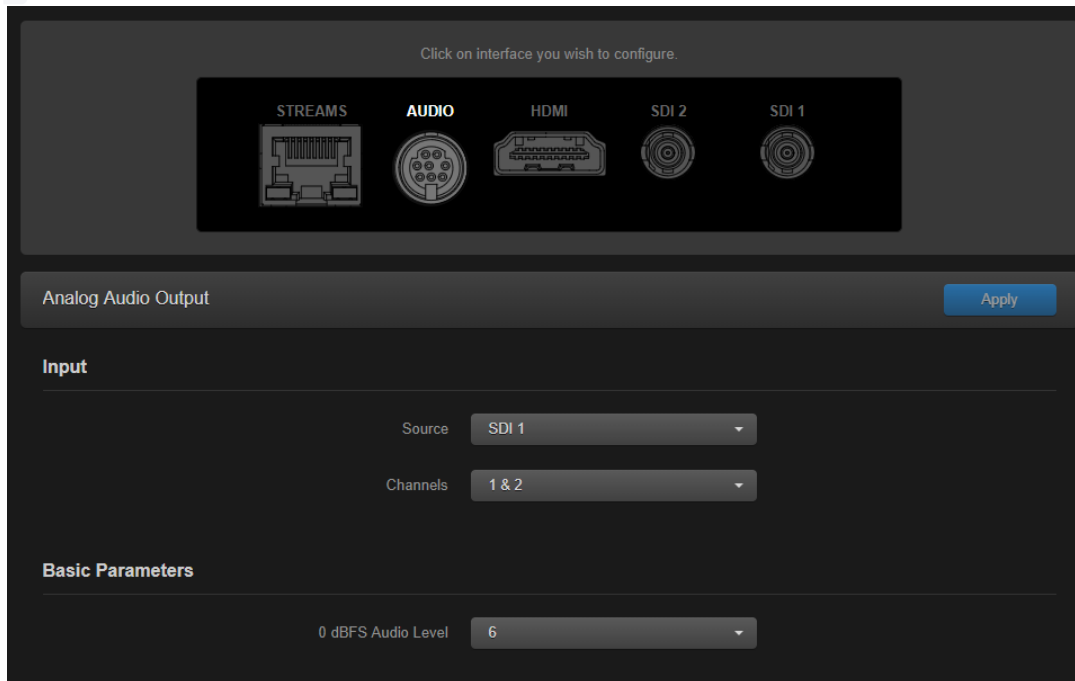 Click on interface you wish to configure.
STREAMS AUDIO HDMI SDI 2 SDI 1
Analog Audio Output Apply
Input
Source SDI 1
Channels 1 & 2
Basic Parameters
0 dBFS Audio Level 6